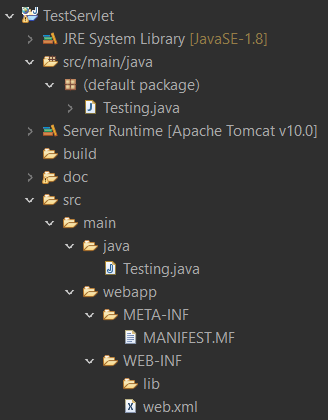 TestServlet
JRE System Library [JavaSE-1.8]
src/main/java
(default package)
Testing.java
Server Runtime [Apache Tomcat v10.0]
build
doc
src
main
java
Testing.java
webapp
META-INF
MANIFEST.MF
WEB-INF
lib
web.xml